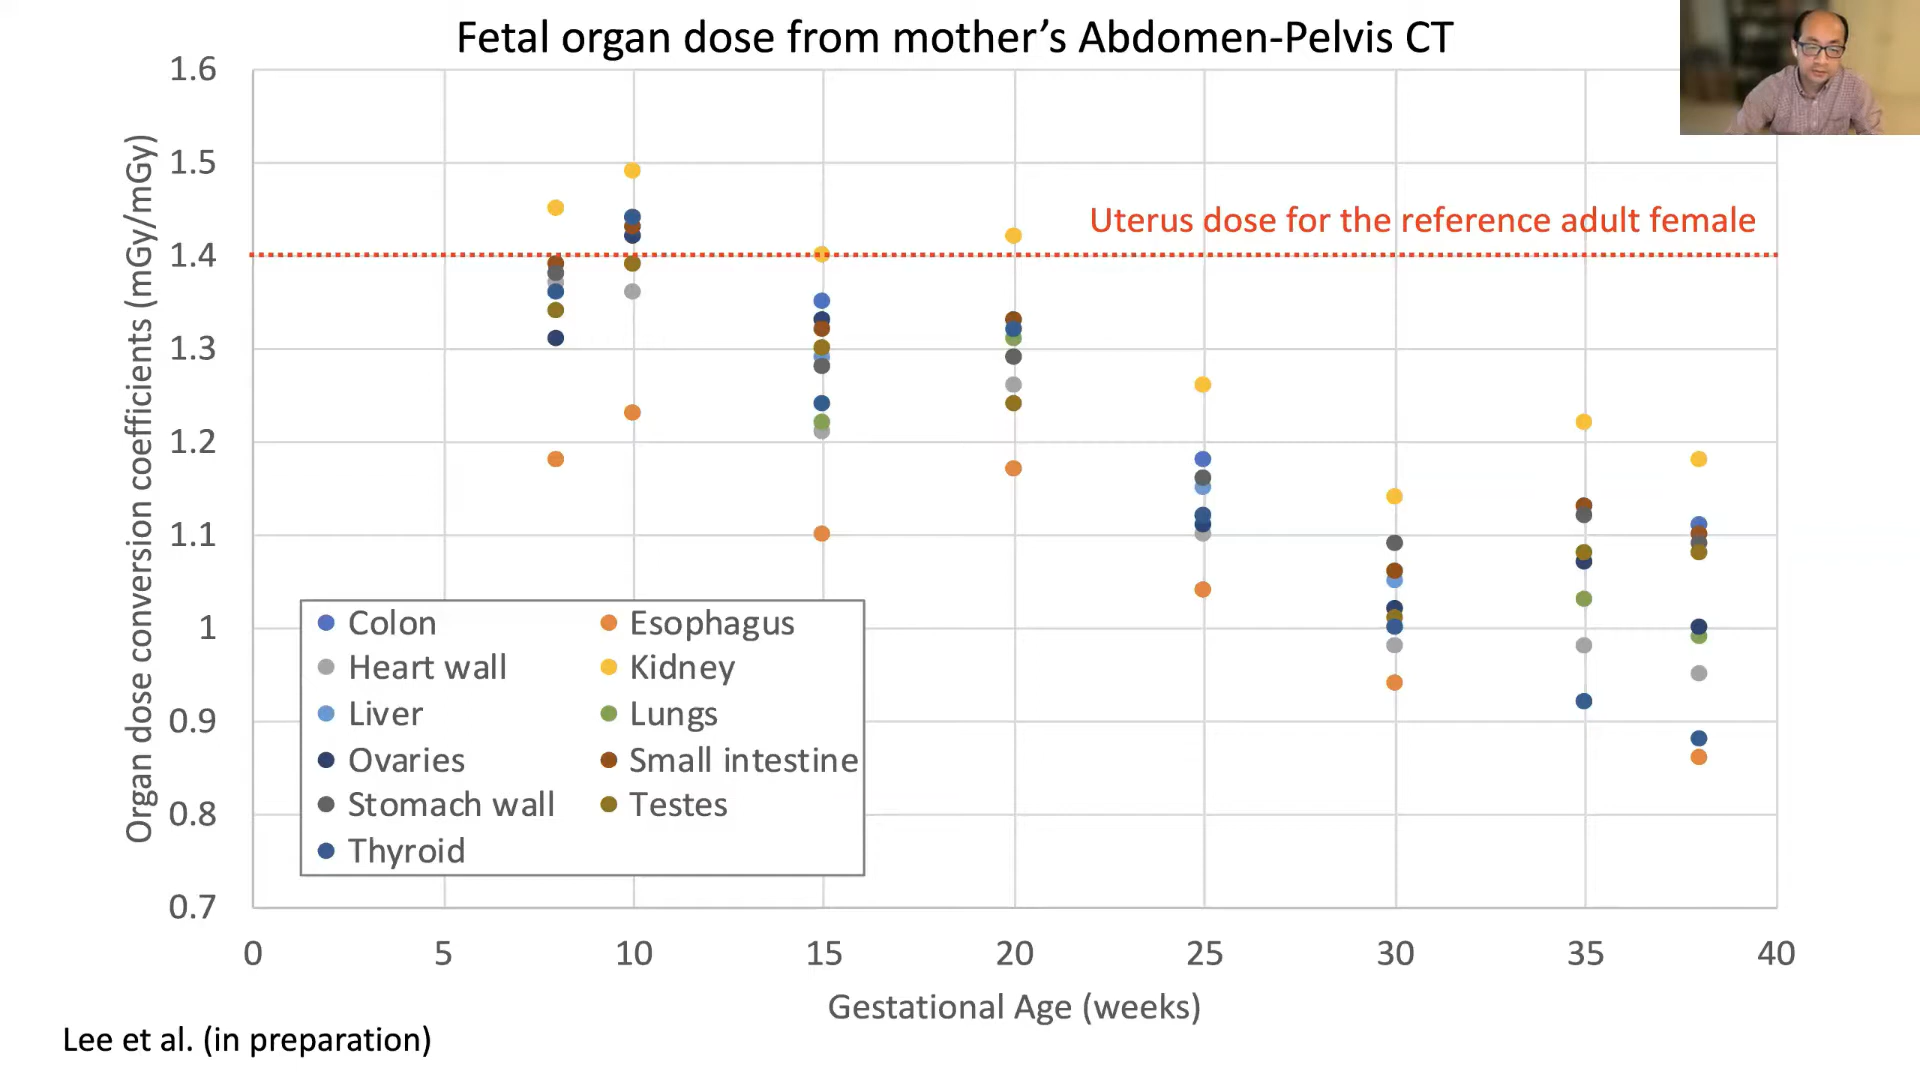 Fetal organ dose from mother’s Abdomen-Pelvis CT
Organ dose conversion coefficients (mGy/mGy)
1.6
1.5
1.4
1.3
1.2
1.1
1
0.9
0.8
0.7
Uterus dose for the reference adult female
Colon Esophagus
Heart wall Kidney
Liver Lungs
Ovaries Small intestine
Stomach wall Testes
Thyroid
0 5 10 15 20 25 30 35 40
Gestational Age (weeks)
Lee et al. (in preparation)